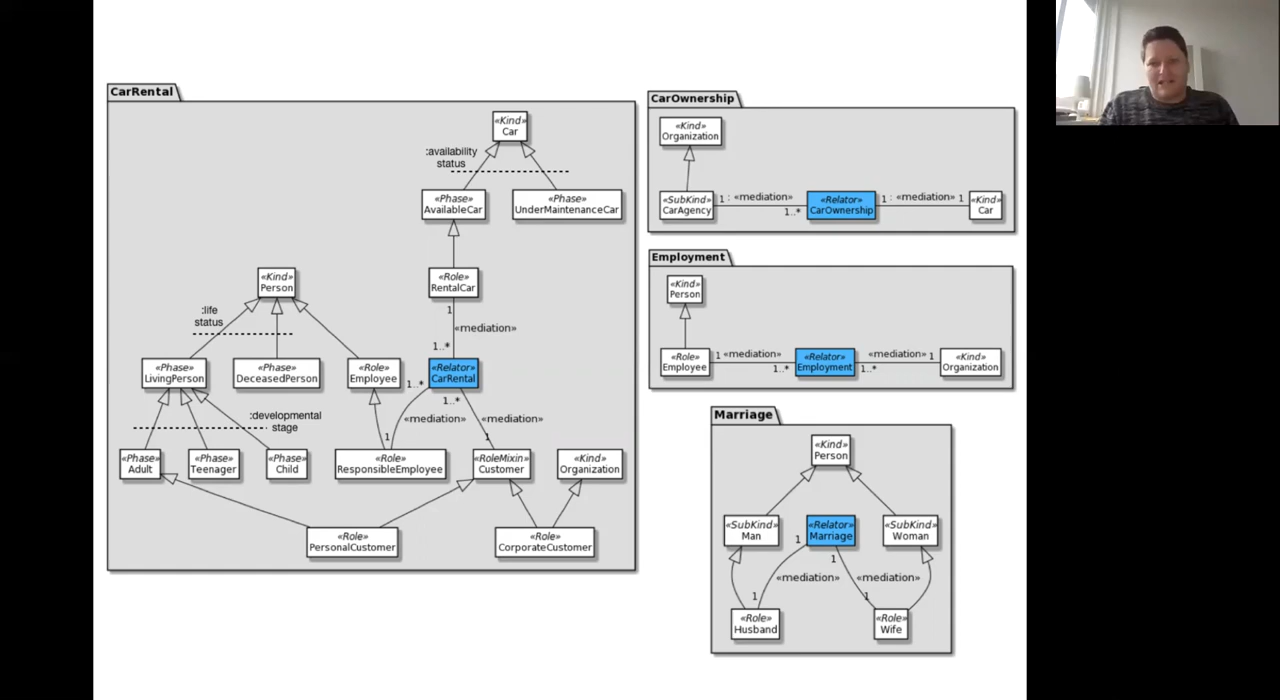 CarRental
«Kind»
Car
:availability
status
«Phase»
AvailableCar
«Phase»
UnderMaintenanceCar
«Kind»
Person
«Role»
RentalCar
:life
status
1
«mediation»
1..*
«Phase»
LivingPerson
«Phase»
DeceasedPerson
«Role»
Employee
«Relator»
CarRental
1..*
1..*
:developmental
stage
«mediation»
«mediation»
1
1
«Phase»
Adult
«Phase»
Teenager
«Phase»
Child
«Role»
ResponsibleEmployee
«RoleMixin»
Customer
«Kind»
Organization
«Role»
PersonalCustomer
«Role»
CorporateCustomer
CarOwnership
«Kind»
Organization
«SubKind»
CarAgency
1 : «mediation»
1..*
«Relator»
CarOwnership
1 : «mediation» 1
«Kind»
Car
Employment
«Kind»
Person
«Role»
Employee
1 «mediation»
1..*
«Relator»
Employment
«mediation» 1
1..*
«Kind»
Organization
Marriage
«Kind»
Person
«SubKind»
Man
«Relator»
Marriage
«SubKind»
Woman
1
1
«mediation»
«mediation»
1
1
«Role»
Husband
«Role»
Wife